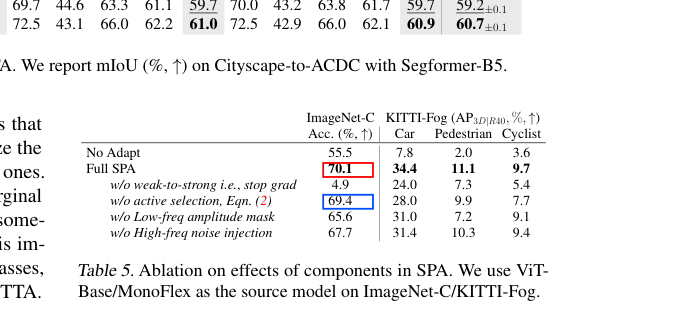 69.7 44.6 63.3 61.1 59.7 70.0 43.2 63.8 61.7 59.7 59.2±0.1
72.5 43.1 66.0 62.2 61.0 72.5 42.9 66.0 62.1 60.9 60.7±0.1
TA. We report mIoU (%, ↑) on Cityscape-to-ACDC with Segformer-B5.
s that
ze the
ones.
rginal
some-
is im-
asses,
TTA.
ImageNet-C KITTI-Fog (AP3D|R40, %, ↑)
Acc. (%, ↑) Car Pedestrian Cyclist
No Adapt 55.5 7.8 2.0 3.6
Full SPA 70.1 34.4 11.1 9.7
w/o weak-to-strong i.e., stop grad 4.9 24.0 7.3 5.4
w/o active selection, Eqn. (2) 69.4 28.0 9.9 7.7
w/o Low-freq amplitude mask 65.6 31.0 7.2 9.1
w/o High-freq noise injection 67.7 31.4 10.3 9.4
Table 5. Ablation on effects of components in SPA. We use ViT-
Base/MonoFlex as the source model on ImageNet-C/KITTI-Fog.